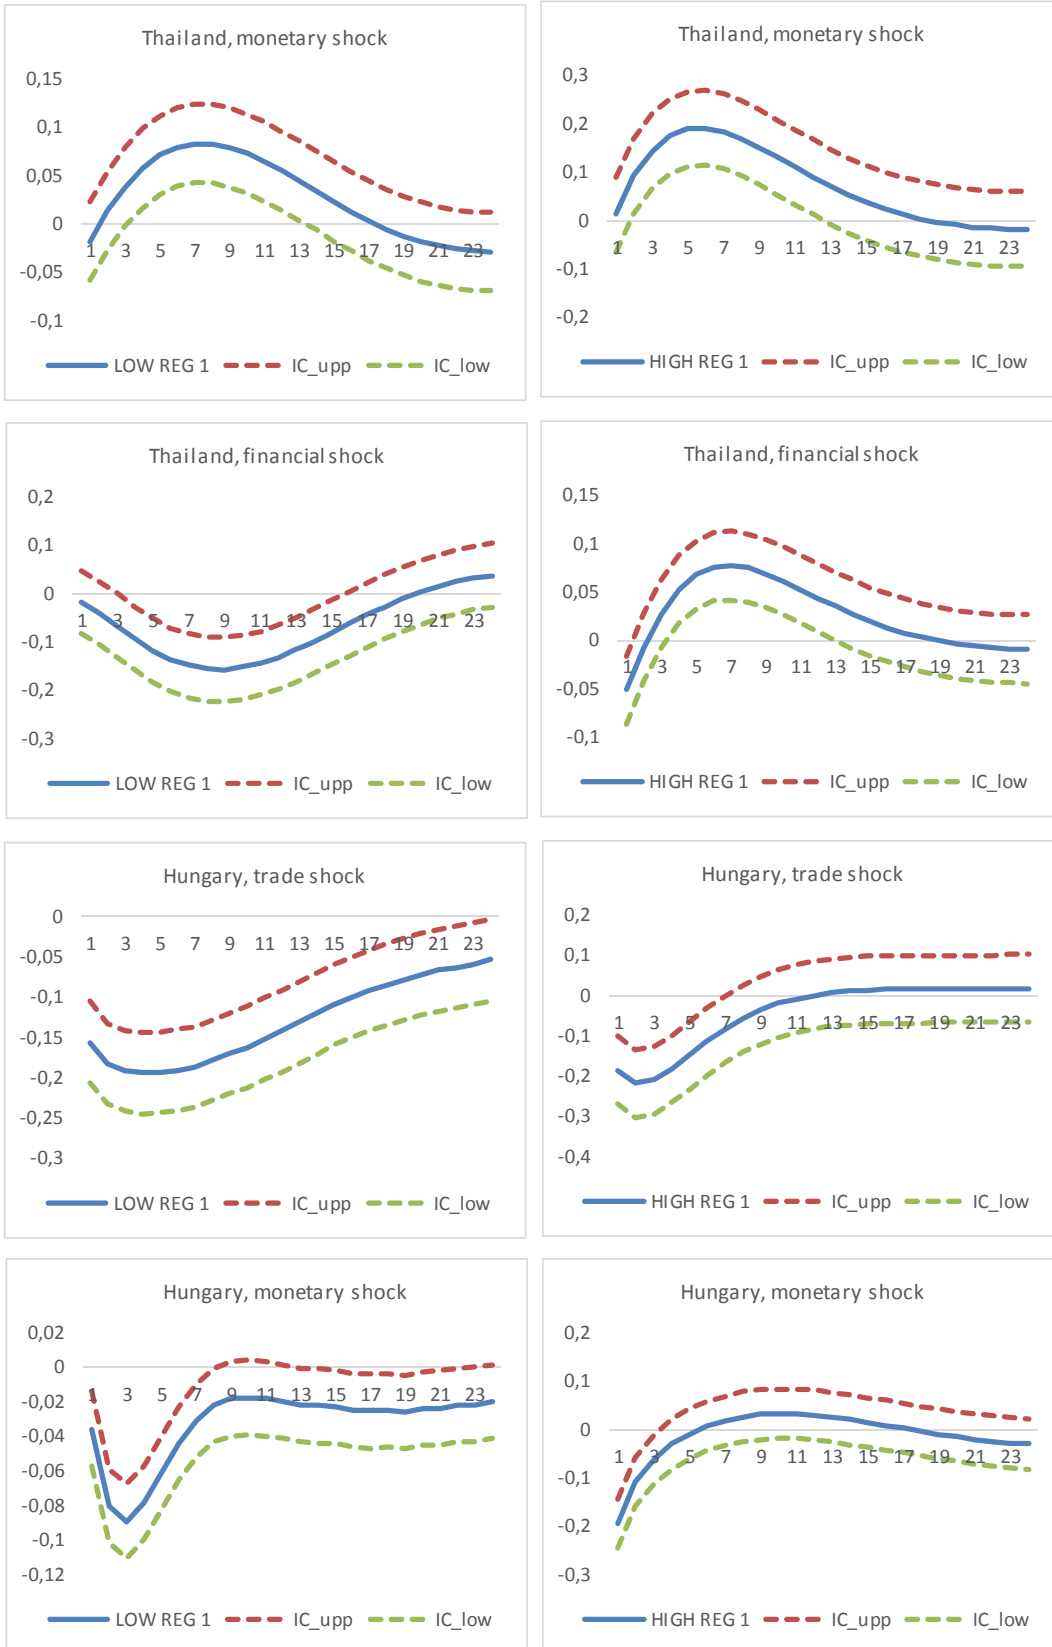 Thailand, monetary shock
0,15
0,1
0,05
0
-0,05
-0,1
1 3 5 7 9 11 13 15 17 19 21 23
LOW REG 1 IC_upp IC_low
Thailand, monetary shock
0,3
0,2
0,1
0
-0,1
-0,2
1 3 5 7 9 11 13 15 17 19 21 23
HIGH REG 1 IC_upp IC_low
Thailand, financial shock
0,2
0,1
0
-0,1
-0,2
-0,3
1 3 5 7 9 11 13 15 17 19 21 23
LOW REG 1 IC_upp IC_low
Thailand, financial shock
0,15
0,1
0,05
0
-0,05
-0,1
1 3 5 7 9 11 13 15 17 19 21 23
HIGH REG 1 IC_upp IC_low
Hungary, trade shock
0
-0,05
-0,1
-0,15
-0,2
-0,25
-0,3
1 3 5 7 9 11 13 15 17 19 21 23
LOW REG 1 IC_upp IC_low
Hungary, trade shock
0,2
0,1
0
-0,1
-0,2
-0,3
-0,4
1 3 5 7 9 11 13 15 17 19 21 23
HIGH REG 1 IC_upp IC_low
Hungary, monetary shock
0,02
0
-0,02
-0,04
-0,06
-0,08
-0,1
-0,12
1 3 5 7 9 11 13 15 17 19 21 23
LOW REG 1 IC_upp IC_low
Hungary, monetary shock
0,2
0,1
0
-0,1
-0,2
-0,3
1 3 5 7 9 11 13 15 17 19 21 23
HIGH REG 1 IC_upp IC_low